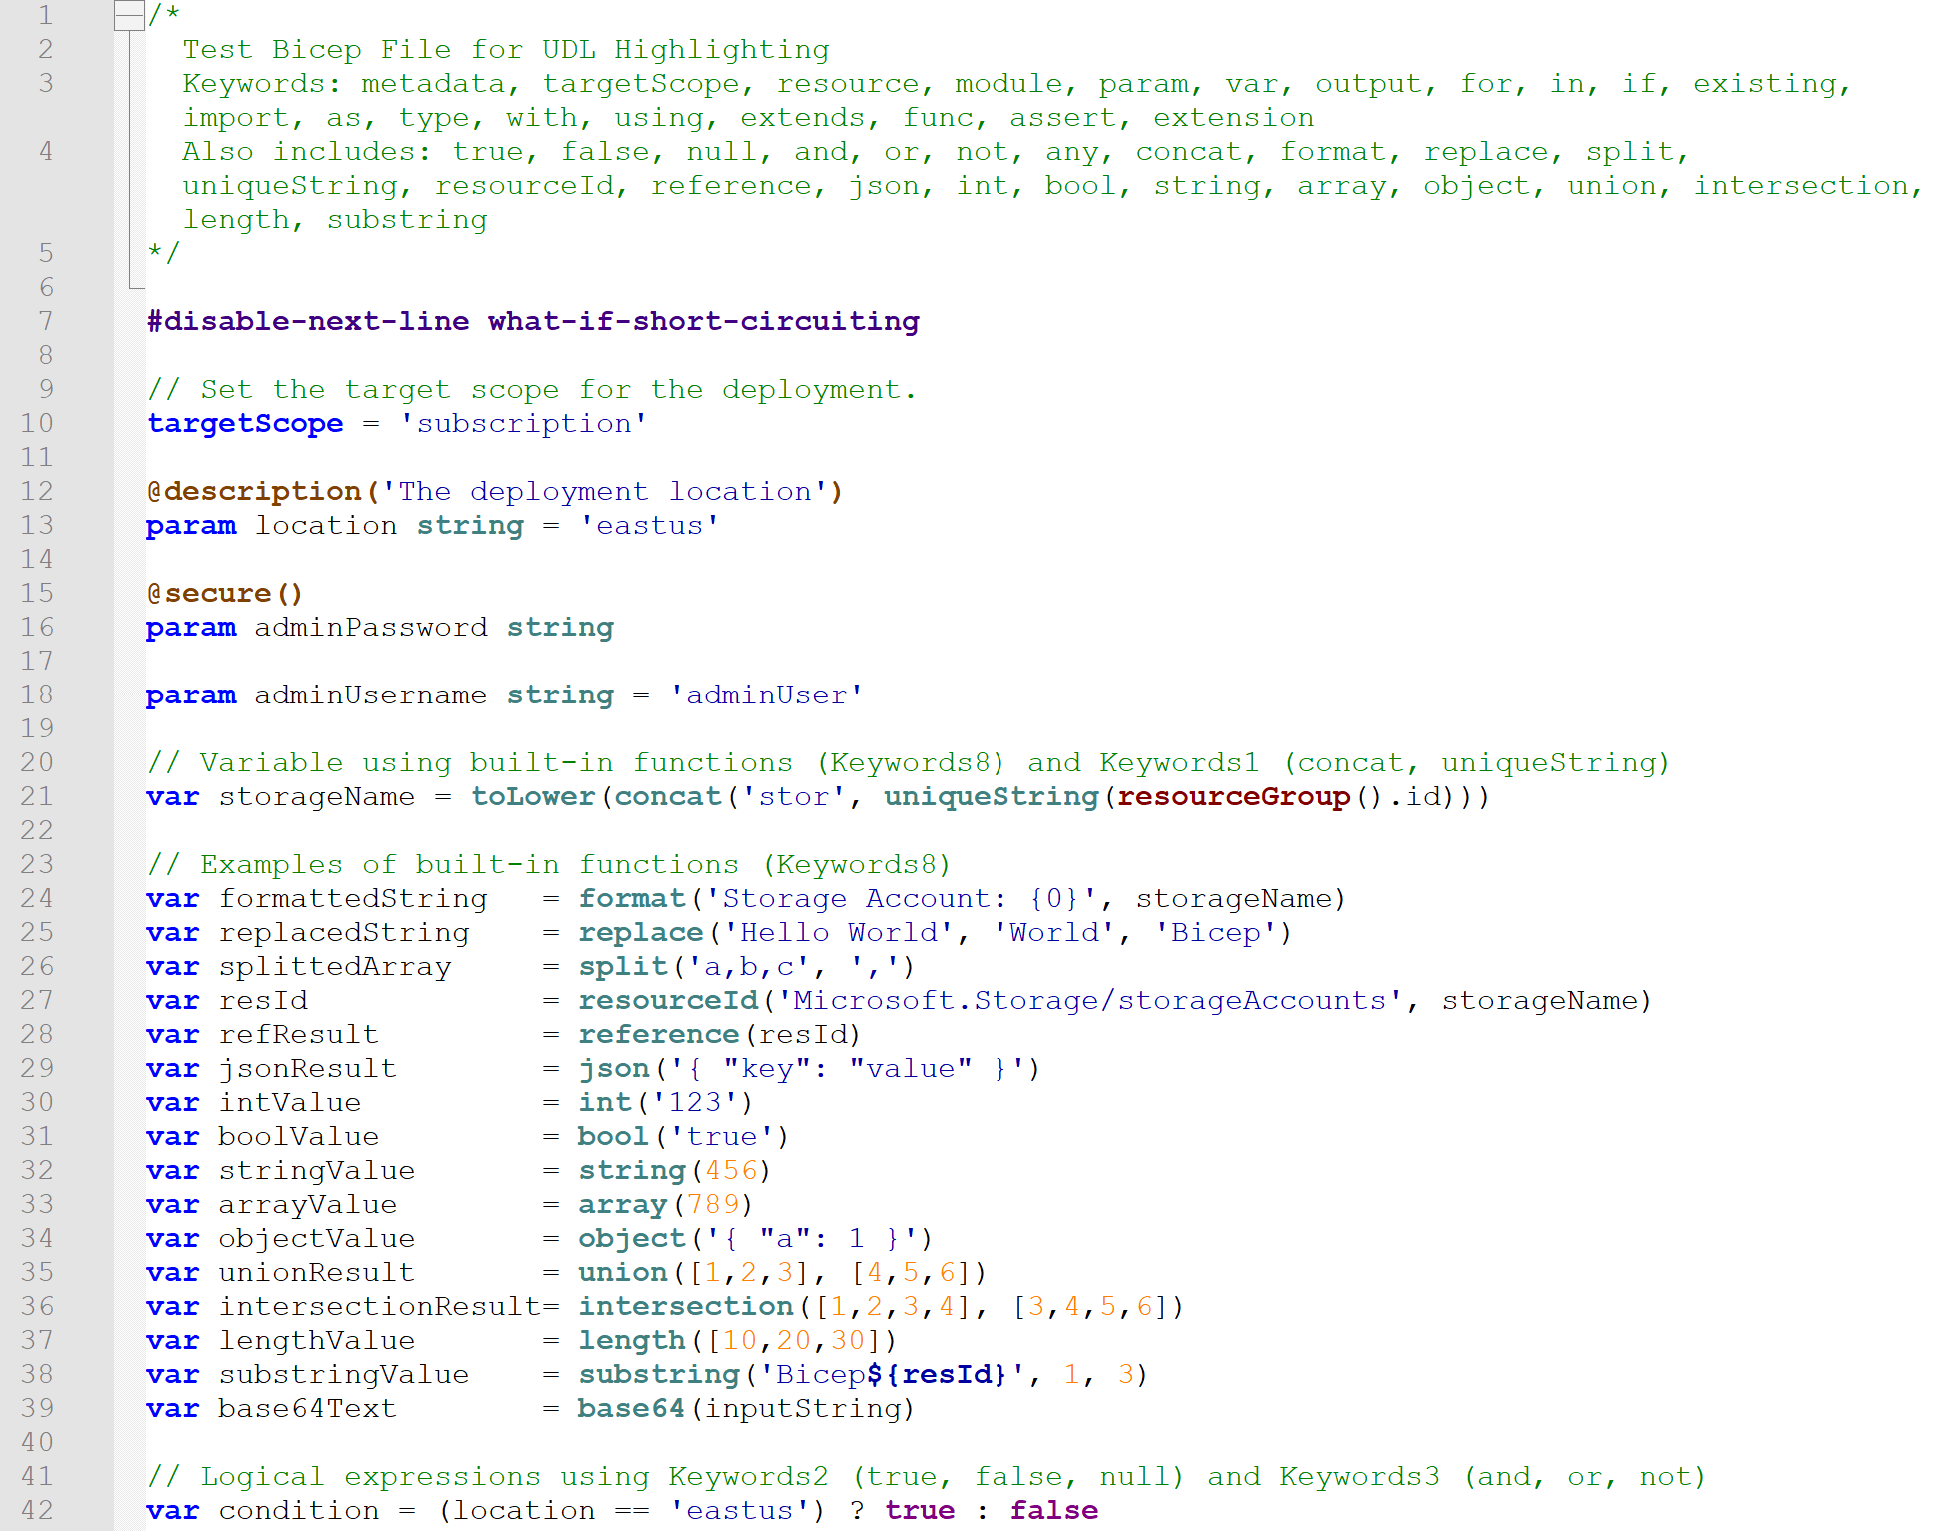 1 /*
2 Test Bicep File for UDL Highlighting
3 Keywords: metadata, targetScope, resource, module, param, var, output, for, in, if, existing,
import, as, type, with, using, extends, func, assert, extension
4 Also includes: true, false, null, and, or, not, any, concat, format, replace, split,
uniqueString, resourceId, reference, json, int, bool, string, array, object, union, intersection,
length, substring
5 */
6
7 #disable-next-line what-if-short-circuiting
8
9 // Set the target scope for the deployment.
10 targetScope = 'subscription'
11
12 @description('The deployment location')
13 param location string = 'eastus'
14
15 @secure()
16 param adminPassword string
17
18 param adminUsername string = 'adminUser'
19
20 // Variable using built-in functions (Keywords8) and Keywords1 (concat, uniqueString)
21 var storageName = toLower(concat('stor', uniqueString(resourceGroup().id)))
22
23 // Examples of built-in functions (Keywords8)
24 var formattedString   = format('Storage Account: {0}', storageName)
25 var replacedString    = replace('Hello World', 'World', 'Bicep')
26 var splittedArray     = split('a,b,c', ',')
27 var resId             = resourceId('Microsoft.Storage/storageAccounts', storageName)
28 var refResult         = reference(resId)
29 var jsonResult        = json('{ "key": "value" }')
30 var intValue          = int('123')
31 var boolValue         = bool('true')
32 var stringValue       = string(456)
33 var arrayValue        = array(789)
34 var objectValue       = object('{ "a": 1 }')
35 var unionResult       = union([1,2,3], [4,5,6])
36 var intersectionResult= intersection([1,2,3,4], [3,4,5,6])
37 var lengthValue       = length([10,20,30])
38 var substringValue    = substring('Bicep${resId}', 1, 3)
39 var base64Text        = base64(inputString)
40
41 // Logical expressions using Keywords2 (true, false, null) and Keywords3 (and, or, not)
42 var condition = (location == 'eastus') ? true : false